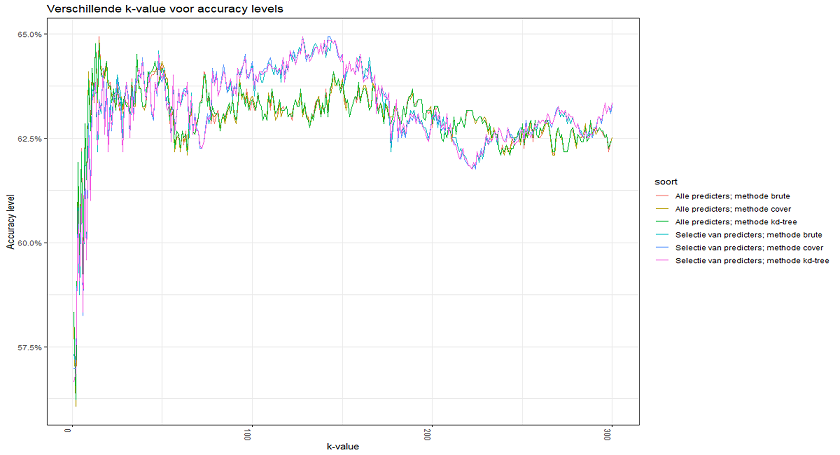 Verschillende k-value voor accuracy levels
65.0%
62.5%
60.0%
57.5%
Accuracy level
0
100
200
300
k-value
soort
Alle predicters; methode brute
Alle predicters; methode cover
Alle predicters; methode kd-tree
Selectie van predicters; methode brute
Selectie van predicters; methode cover
Selectie van predicters; methode kd-tree